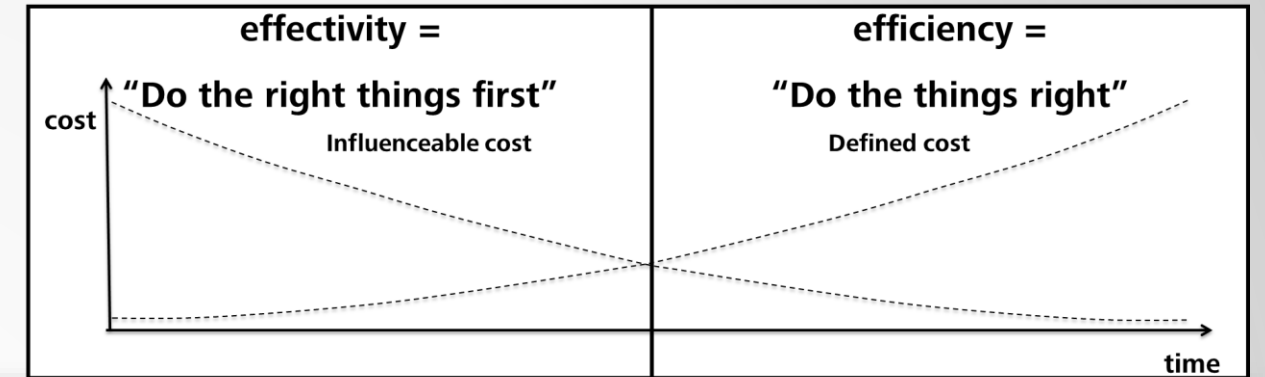 effectivity =
“Do the right things first”
cost
Influenceable cost
efficiency =
“Do the things right”
Defined cost
time